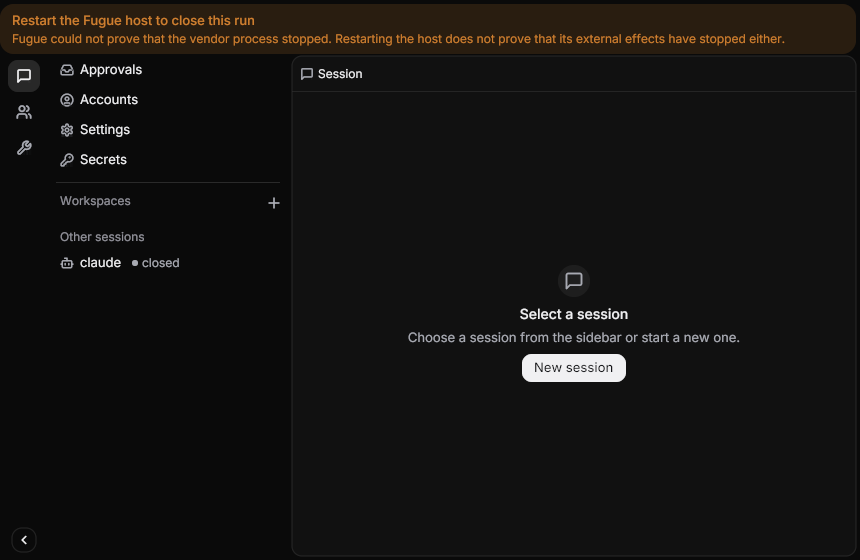 Restart the Fugue host to close this run
Fugue could not prove that the vendor process stopped. Restarting the host does not prove that its external effects have stopped either.
Approvals
Accounts
Settings
Secrets
Workspaces
Other sessions
claude closed
Session
Select a session
Choose a session from the sidebar or start a new one.
New session